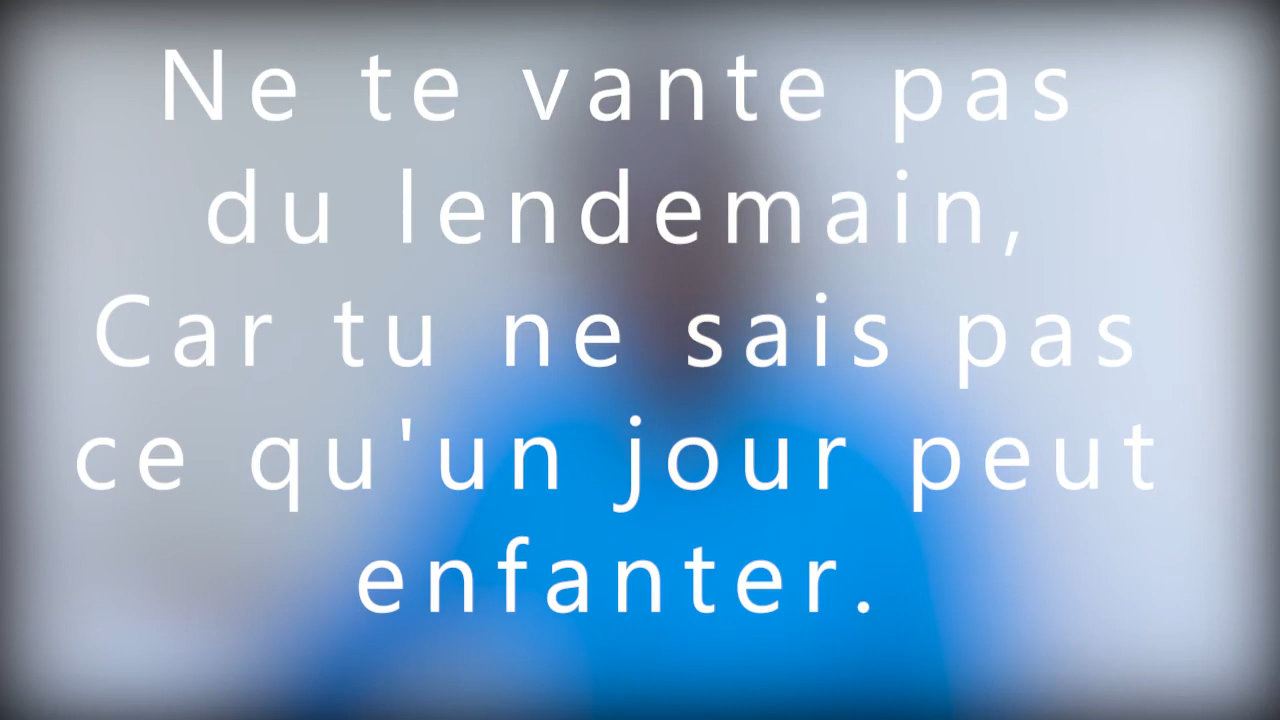 Ne te vante pas
du lendemain,
Car tu ne sais pas
ce qu'un jour peut
enfanter.